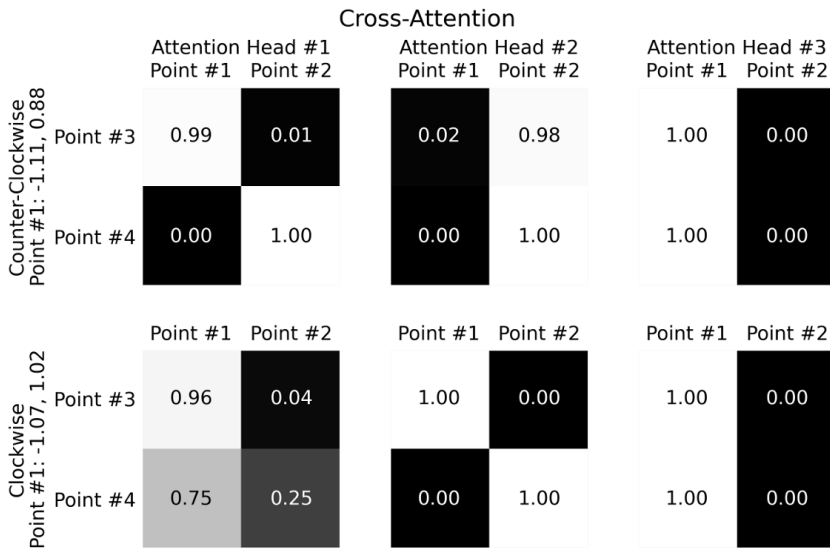 Cross-Attention
Attention Head #1 Attention Head #2 Attention Head #3
Point #1 Point #2 Point #1 Point #2 Point #1 Point #2
Counter-Clockwise
Point #1: -1.11, 0.88
Point #3 0.99 0.01 0.02 0.98 1.00 0.00
Point #4 0.00 1.00 0.00 1.00 1.00 0.00
Point #1 Point #2 Point #1 Point #2 Point #1 Point #2
Clockwise
Point #1: -1.07, 1.02
Point #3 0.96 0.04 1.00 0.00 1.00 0.00
Point #4 0.75 0.25 0.00 1.00 1.00 0.00